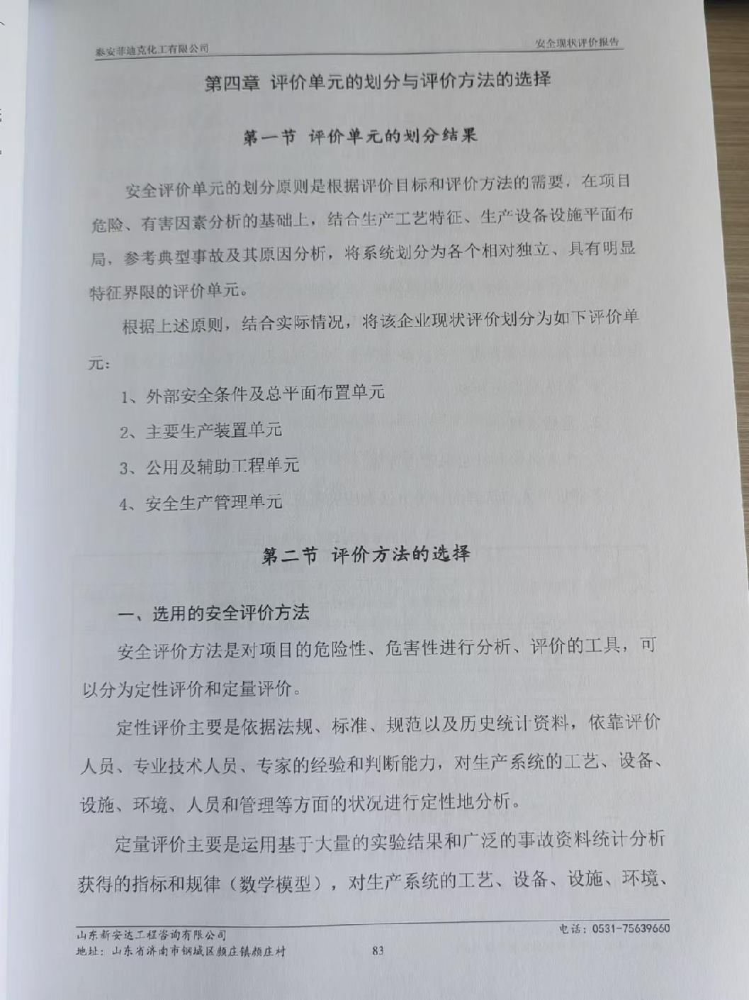 泰安菲迪克化工有限公司
安全现状评价报告
第四章 评价单元的划分与评价方法的选择
第一节 评价单元的划分结果
安全评价单元的划分原则是根据评价目标和评价方法的需要，在项目
危险、有害因素分析的基础上，结合生产工艺特征、生产设备设施平面布
局，参考典型事故及其原因分析，将系统划分为各个相对独立、具有明显
特征界限的评价单元。
根据上述原则，结合实际情况，将该企业现状评价划分为如下评价单
元：
1、外部安全条件及总平面布置单元
2、主要生产装置单元
3、公用及辅助工程单元
4、安全生产管理单元
第二节 评价方法的选择
一、选用的安全评价方法
安全评价方法是对项目的危险性、危害性进行分析、评价的工具，可
以分为定性评价和定量评价。
定性评价主要是依据法规、标准、规范以及历史统计资料，依靠评价
人员、专业技术人员、专家的经验和判断能力，对生产系统的工艺、设备、
设施、环境、人员和管理等方面的状况进行定性地分析。
定量评价主要是运用基于大量的实验结果和广泛的事故资料统计分析
获得的指标和规律（数学模型），对生产系统的工艺、设备、设施、环境、
山东新安达工程咨询有限公司
电话：0531-75639660
地址：山东省济南市钢城区颜庄镇颜庄村
83